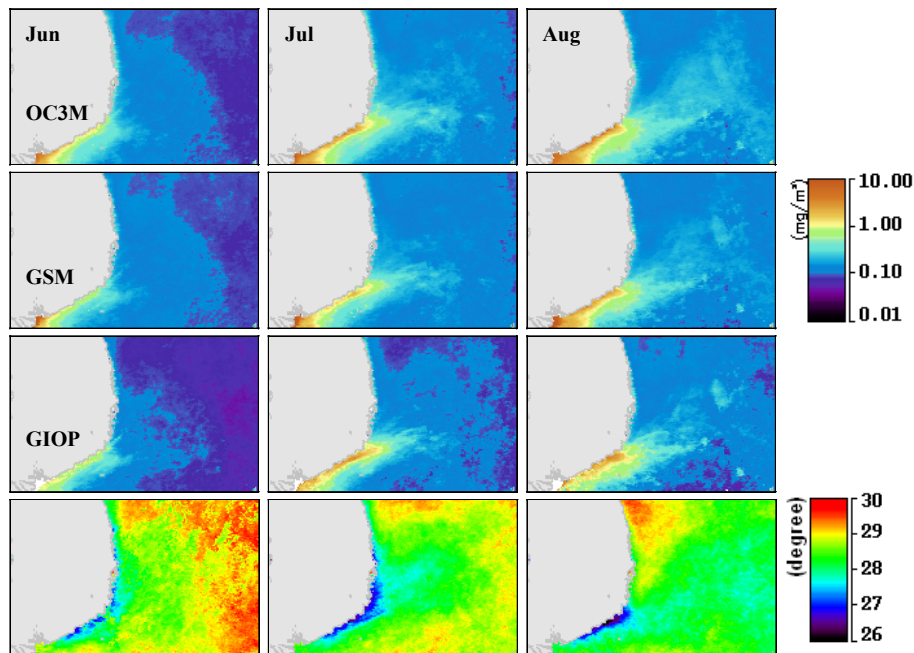 Jun Jul Aug
OC3M
GSM
GIOP
10.00
1.00
0.10
0.01
(mg/m³)
30
29
28
27
26
(degree)